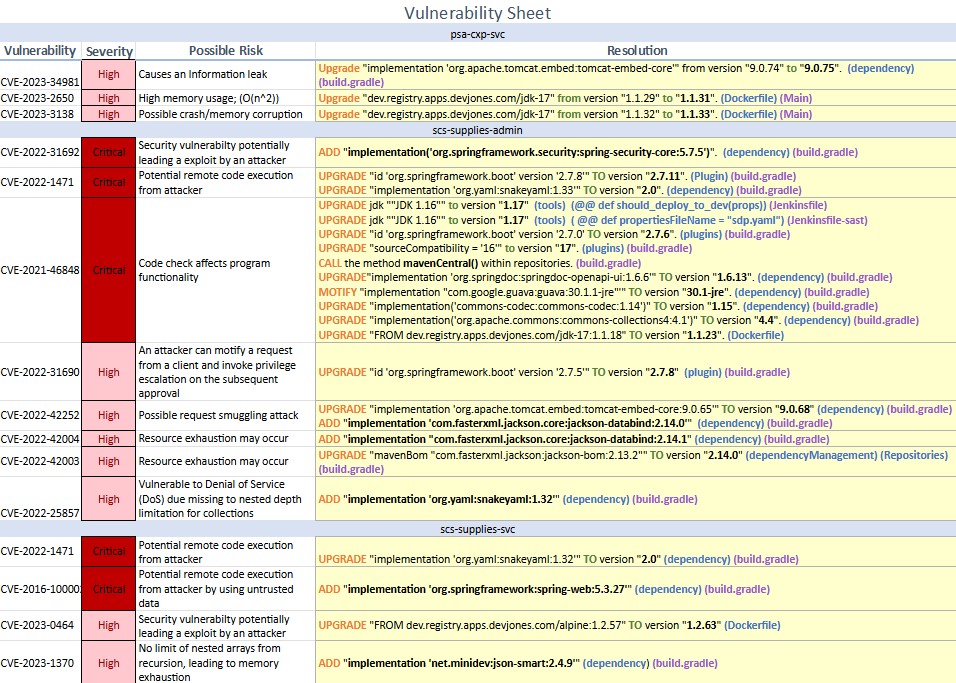 Vulnerability Sheet
psa-cxp-svc
Vulnerability Severity Possible Risk Resolution
CVE-2023-34981 High Causes an Information leak Upgrade "implementation 'org.apache.tomcat.embed:tomcat-embed-core'" from version "9.0.74" to "9.0.75". (dependency)
(build.gradle)
CVE-2023-2650 High High memory usage; (O(n^2)) Upgrade "dev.registry.apps.devjones/jdk-17" from version "1.1.29" to "1.1.31". (Dockerfile) (Main)
CVE-2023-3138 High Possible crash/memory corruption Upgrade "dev.registry.apps.devjones/jdk-17" from version "1.1.32" to "1.1.33". (Dockerfile) (Main)
scs-supplies-admin
CVE-2022-31692 Critical Security vulnerabilty potentially
leading a exploit by an attacker
ADD "implementation('org.springframework.security:spring-security-core:5.7.5')". (dependency) (build.gradle)
CVE-2022-1471 Critical Potential remote code execution
from attacker
UPGRADE "id 'org.springframework.boot' version '2.7.8'" TO "2.7.11". (Plugin) (build.gradle)
UPGRADE "implementation 'org.yaml:snakeyaml:1.33'" TO version "2.0". (dependency) (build.gradle)
CVE-2021-46848 Critical Code check affects program
functionality
UPGRADE jdk ""JDK 1.16"" to version "1.17" (tools) (@@ def should_deploy_to_dev(props)) (Jenkinsfile)
UPGRADE jdk ""JDK 1.16"" to version "1.17" (tools) ( @@ def propertiesFileName = "sdp.yaml") (Jenkinsfile-sast)
UPGRADE "id 'org.springframework.boot' version '2.7.0' TO version "2.7.6". (plugins) (build.gradle)
UPGRADE "sourceCompatibility = '16'" to version "17". (plugins) (build.gradle)
CALL the method mavenCentral() within repositories. (build.gradle)
UPGRADE"implementation 'org.springdoc:springdoc-openapi-ui:1.6.6'" TO version "1.6.13". (dependency) (build.gradle)
MOTIFY "implementation "com.google.guava:guava:30.1.1-jre"'" TO version "30.1-jre". (dependency) (build.gradle)
UPGRADE "implementation('commons-codec:commons-codec:1.14')" TO version "1.15". (dependency) (build.gradle)
UPGRADE "implementation('org.apache.commons:commons-collections4:4.1')" TO version "4.4". (dependency) (build.gradle)
UPGRADE "FROM dev.registry.apps.devjones/jdk-17:1.1.18" TO version "1.1.23". (Dockerfile)
CVE-2022-31690 High An attacker can motify a request
from a client and invoke privilege
escalation on the subsequent
approval
UPGRADE "id 'org.springframework.boot' version '2.7.5'" TO version "2.7.8" (plugin) (build.gradle)
CVE-2022-42252 High Possible request smuggling attack
UPGRADE "implementation 'org.apache.tomcat.embed:tomcat-embed-core:9.0.65'" TO version "9.0.68" (dependency) (build.gradle)
ADD "implementation 'com.fasterxml.jackson.core:jackson-databind:2.14.0'" (dependency) (build.gradle)
CVE-2022-42004 High Resource exhaustion may occur ADD "implementation "com.fasterxml.jackson.core:jackson-databind:2.14.1" (dependency) (build.gradle)
CVE-2022-42003 High Resource exhaustion may occur UPGRADE "mavenBom "com.fasterxml.jackson:jackson-bom:2.13.2"" TO version "2.14.0" (dependencyManagement) (Repositories)
(build.gradle)
CVE-2022-25857 High Vulnerable to Denial of Service
(DoS) due missing to nested depth
limitation for collections
ADD "implementation 'org.yaml:snakeyaml:1.32'" (dependency) (build.gradle)
scs-supplies-svc
CVE-2022-1471 Critical Potential remote code execution
from attacker
UPGRADE "implementation 'org.yaml:snakeyaml:1.32'" TO version "2.0" (dependency) (build.gradle)
CVE-2016-10000 Critical Potential remote code execution
from attacker by using untrusted
data
ADD "implementation 'org.springframework:spring-web:5.3.27'" (dependency) (build.gradle)
CVE-2023-0464 High Security vulnerabilty potentially
leading a exploit by an attacker
UPGRADE "FROM dev.registry.apps.devjones/alpine:1.2.57" TO version "1.2.63" (Dockerfile)
CVE-2023-1370 High No limit of nested arrays from
recursion, leading to memory
exhaustion
ADD "implementation 'net.minidev:json-smart:2.4.9'" (dependency) (build.gradle)